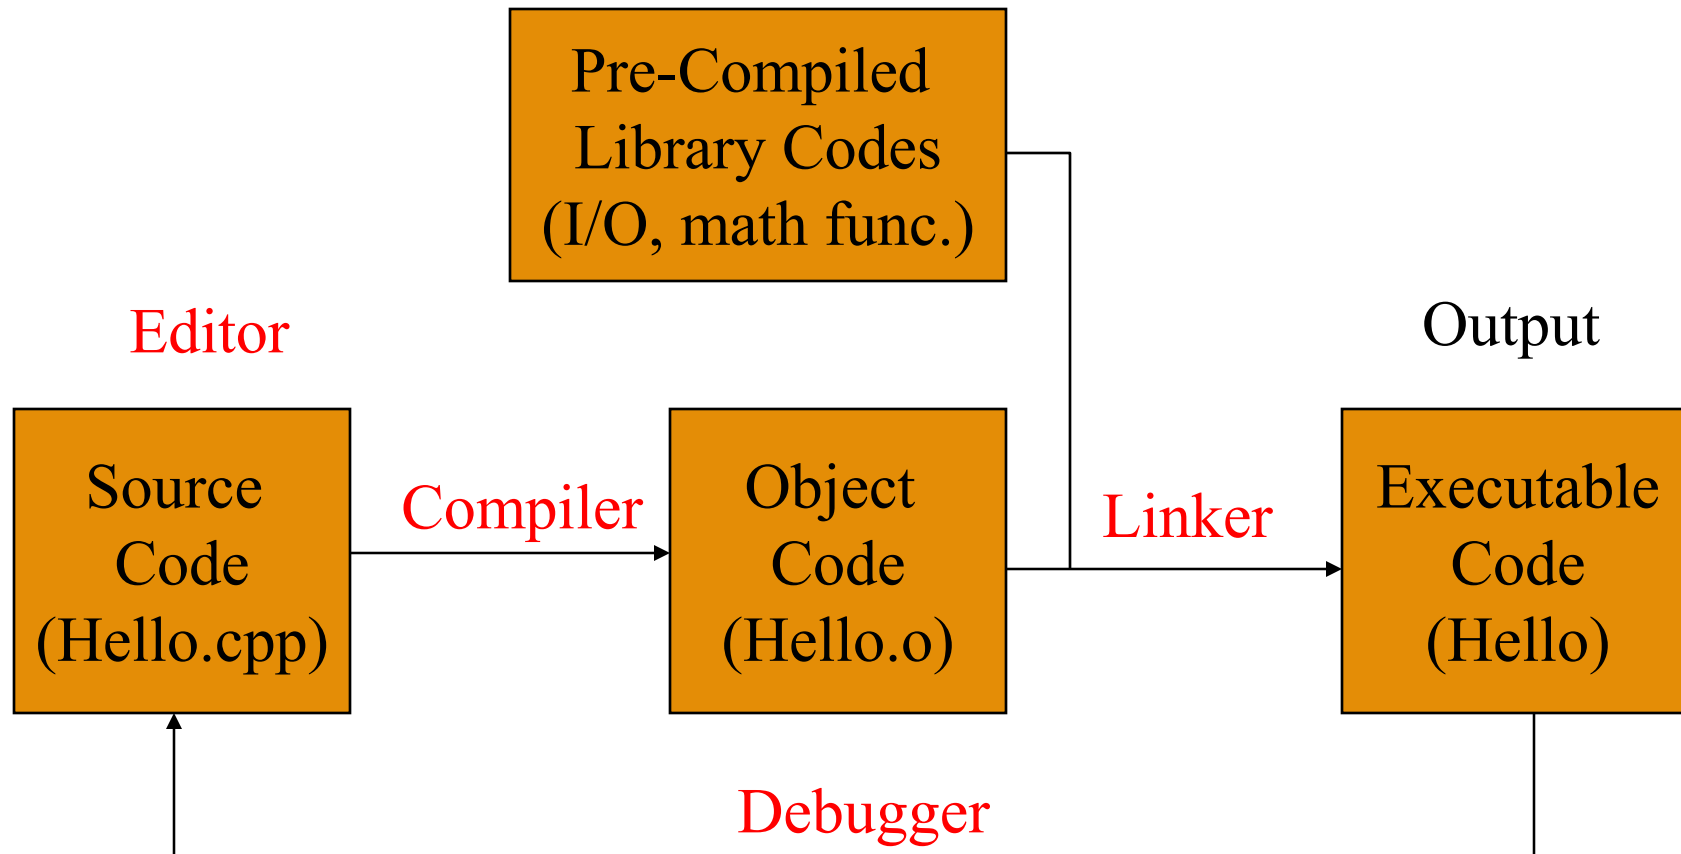 Pre-Compiled
Library Codes
(I/O, math func.)
Editor
Output
Source
Code
(Hello.cpp)
Compiler
Object
Code
(Hello.o)
Linker
Executable
Code
(Hello)
Debugger